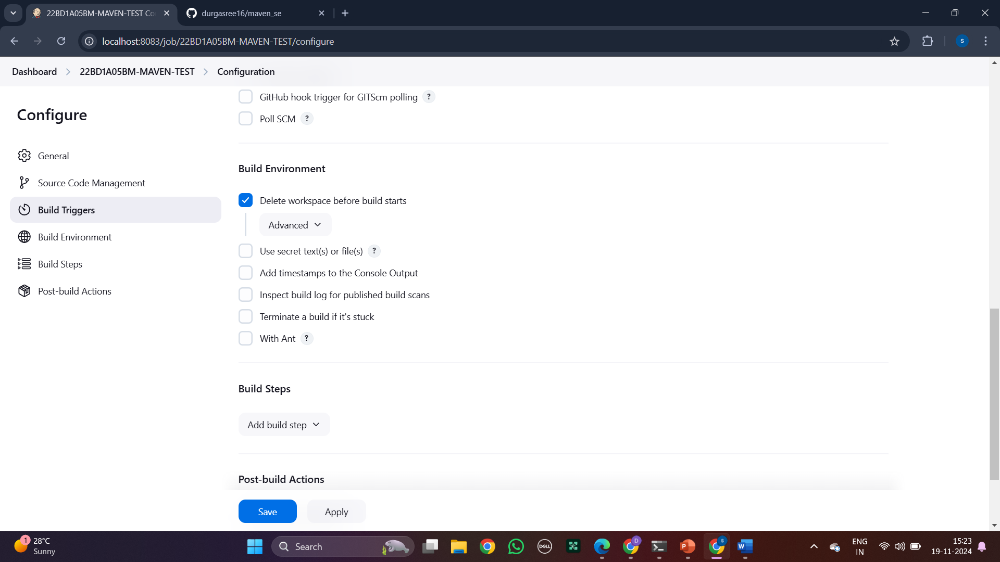 22BD1A05BM-MAVEN-TEST Co
durgasree16/maven_se
localhost:8083/job/22BD1A05BM-MAVEN-TEST/configure
S
Dashboard > 22BD1A05BM-MAVEN-TEST > Configuration
Configure
General
Source Code Management
Build Triggers
Build Environment
Build Steps
Post-build Actions
GitHub hook trigger for GITScm polling ?
Poll SCM ?
Build Environment
Delete workspace before build starts
Advanced
Use secret text(s) or file(s) ?
Add timestamps to the Console Output
Inspect build log for published build scans
Terminate a build if it's stuck
With Ant ?
Build Steps
Add build step
Post-build Actions
Save
Apply
1
28°C
Sunny
Search
DELL
D
P
S
W
ENG
IN
15:23
19-11-2024